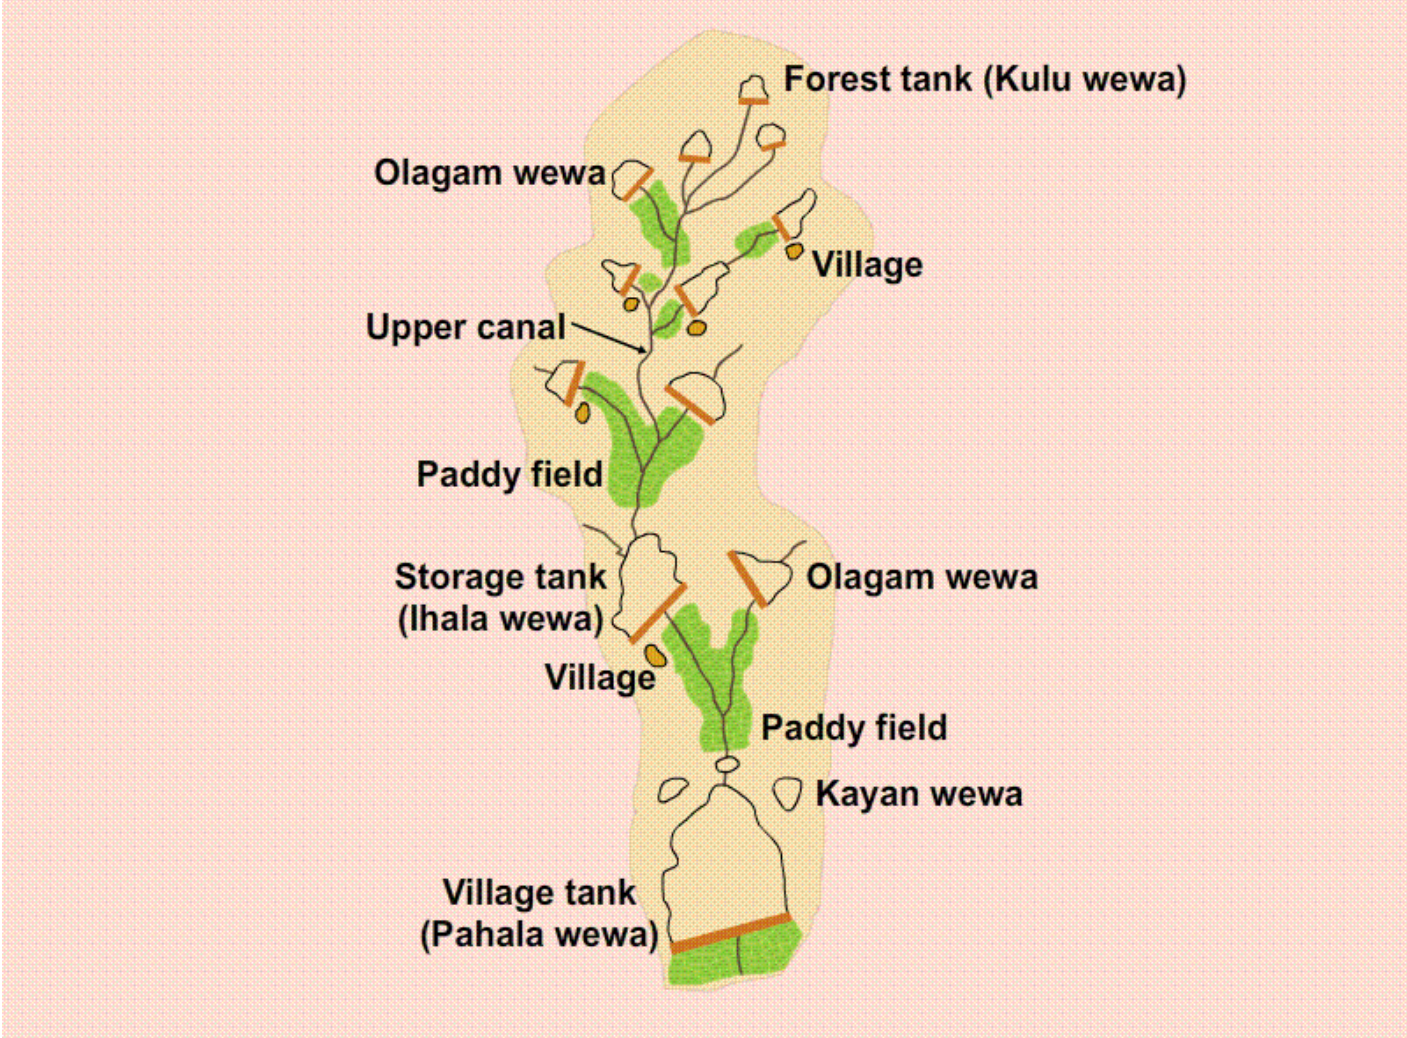 Forest tank (Kulu wewa)
Olagam wewa
Village
Upper canal
Paddy field
Storage tank
(Ihala wewa)
Olagam wewa
Village
Paddy field
Kayan wewa
Village tank
(Pahala wewa)